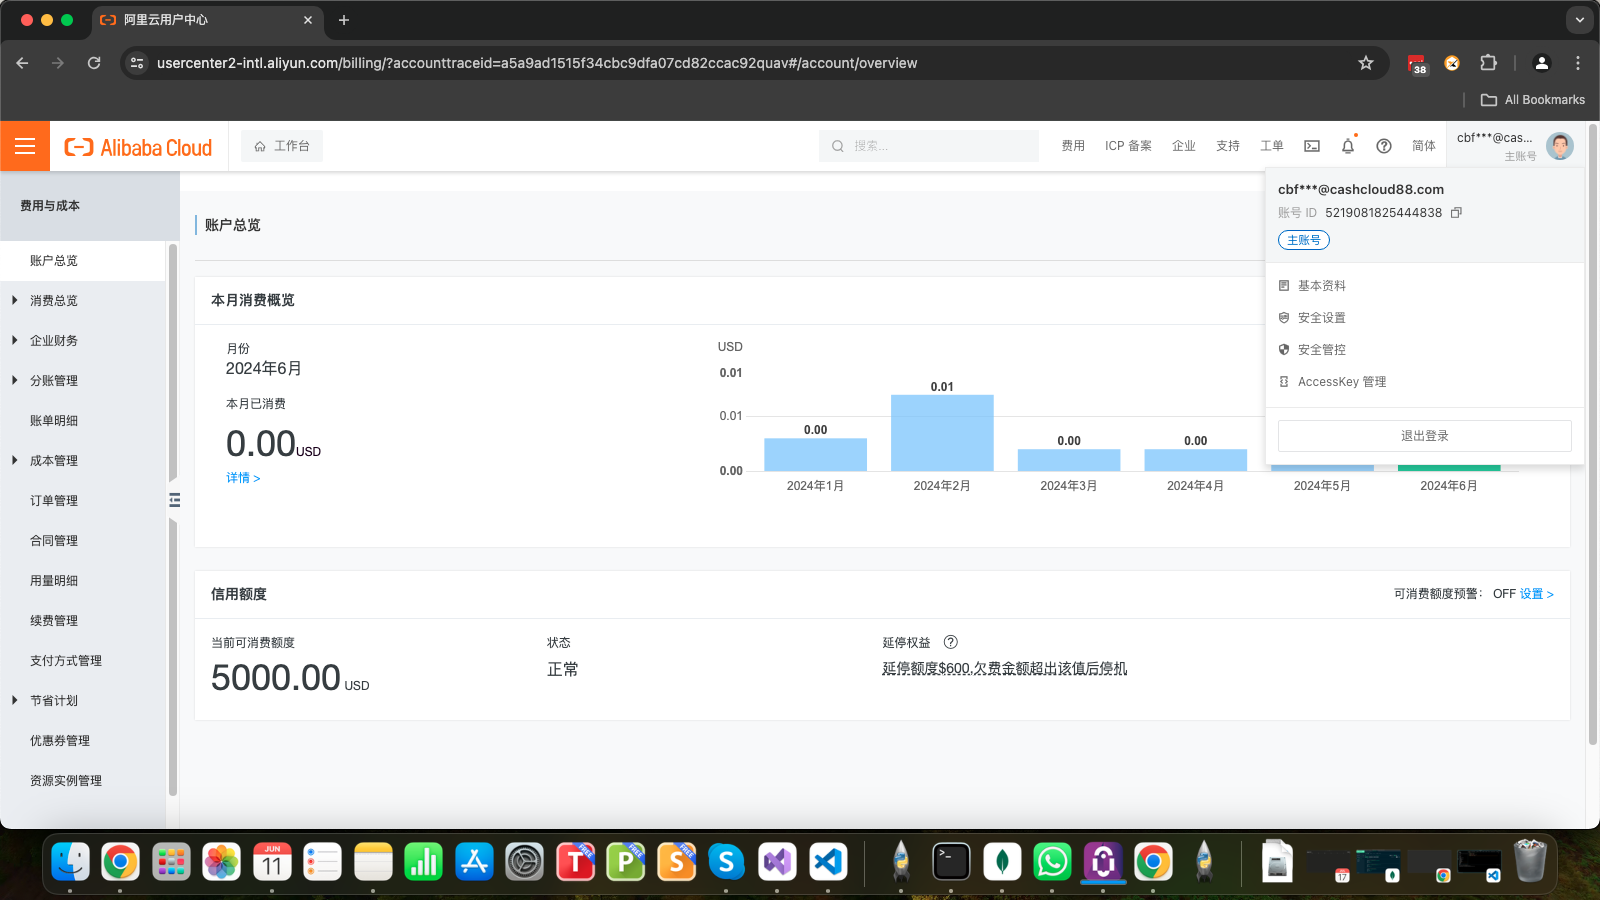 阿里云用户中心
usercenter2-intl.aliyun.com/billing/?accounttraceid=a5a9ad1515f34cbc9dfa07cd82ccac92quav#/account/overview
38
All Bookmarks
Alibaba Cloud
工作台
搜索...
费用
ICP 备案
企业
支持
工单
简体
cbf***@cas...
主账号
cbf***@cashcloud88.com
账号 ID 5219081825444838
主账号
基本资料
安全设置
安全管控
AccessKey 管理
退出登录
费用与成本
账户总览
消费总览
企业财务
分账管理
账单明细
成本管理
订单管理
合同管理
用量明细
续费管理
支付方式管理
节省计划
优惠券管理
资源实例管理
账户总览
本月消费概览
月份
2024年6月
本月已消费
0.00USD
详情 >
USD
0.01
0.01
0.00
0.00
0.01
0.00
0.00
2024年1月
2024年2月
2024年3月
2024年4月
2024年5月
2024年6月
信用额度
可消费额度预警： OFF 设置 >
当前可消费额度
5000.00 USD
状态
正常
延停权益
延停额度$600,欠费金额超出该值后停机
JUN
11
T
FREE
P
FREE
S
FREE
17